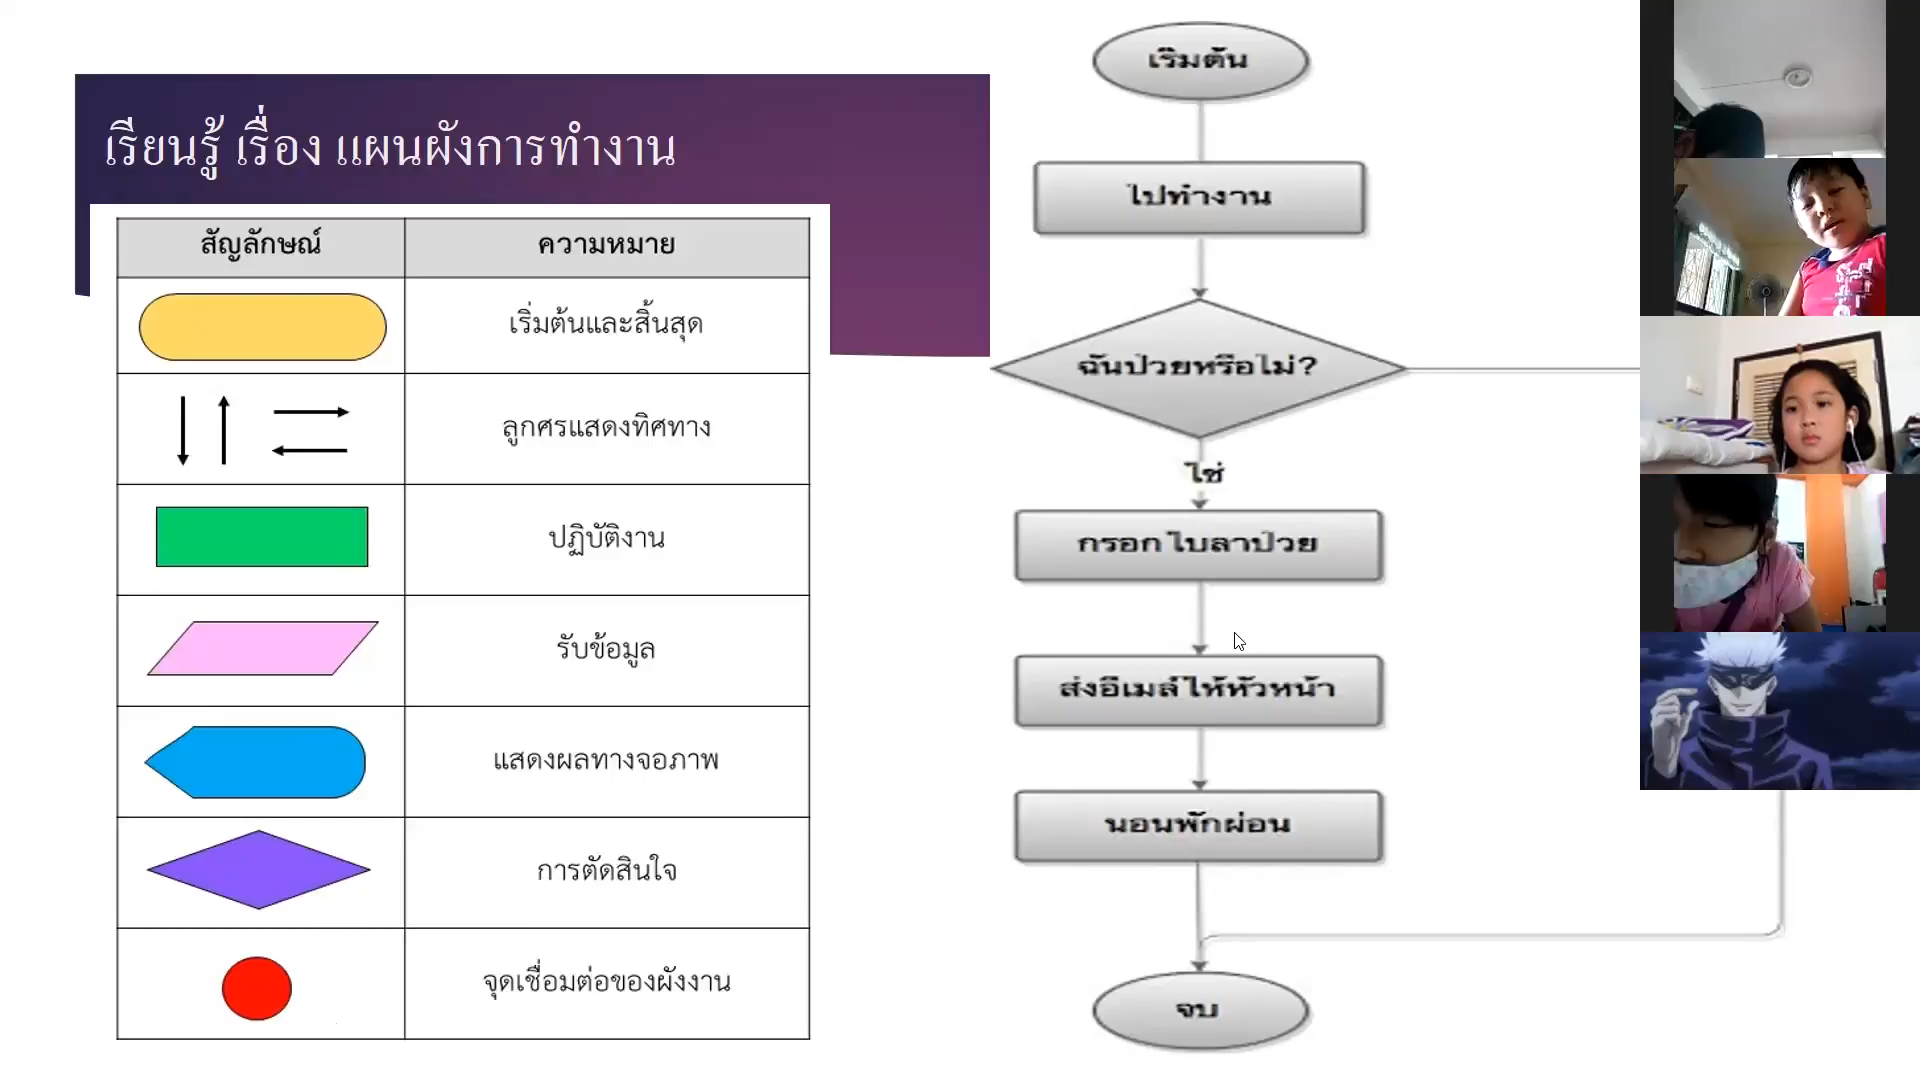 เรียนรู้ เรื่อง แผนผังการทำงาน
สัญลักษณ์ ความหมาย
เริ่มต้นและสิ้นสุด
ลูกศรแสดงทิศทาง
ปฏิบัติงาน
รับข้อมูล
แสดงผลทางจอภาพ
การตัดสินใจ
จุดเชื่อมต่อของผังงาน
เริ่มต้น
ไปทำงาน
ฉันป่วยหรือไม่?
ใช่
กรอกใบลาป่วย
ส่งอีเมล์ให้หัวหน้า
นอนพักผ่อน
จบ